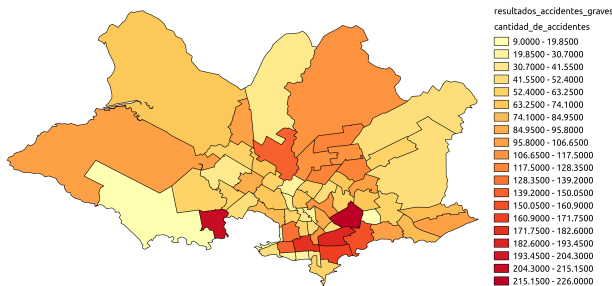 resultados_accidentes_graves
cantidad_de_accidentes
9.0000 - 19.8500
19.8500 - 30.7000
30.7000 - 41.5500
41.5500 - 52.4000
52.4000 - 63.2500
63.2500 - 74.1000
74.1000 - 84.9500
84.9500 - 95.8000
95.8000 - 106.6500
106.6500 - 117.5000
117.5000 - 128.3500
128.3500 - 139.2000
139.2000 - 150.0500
150.0500 - 160.9000
160.9000 - 171.7500
171.7500 - 182.6000
182.6000 - 193.4500
193.4500 - 204.3000
204.3000 - 215.1500
215.1500 - 226.0000